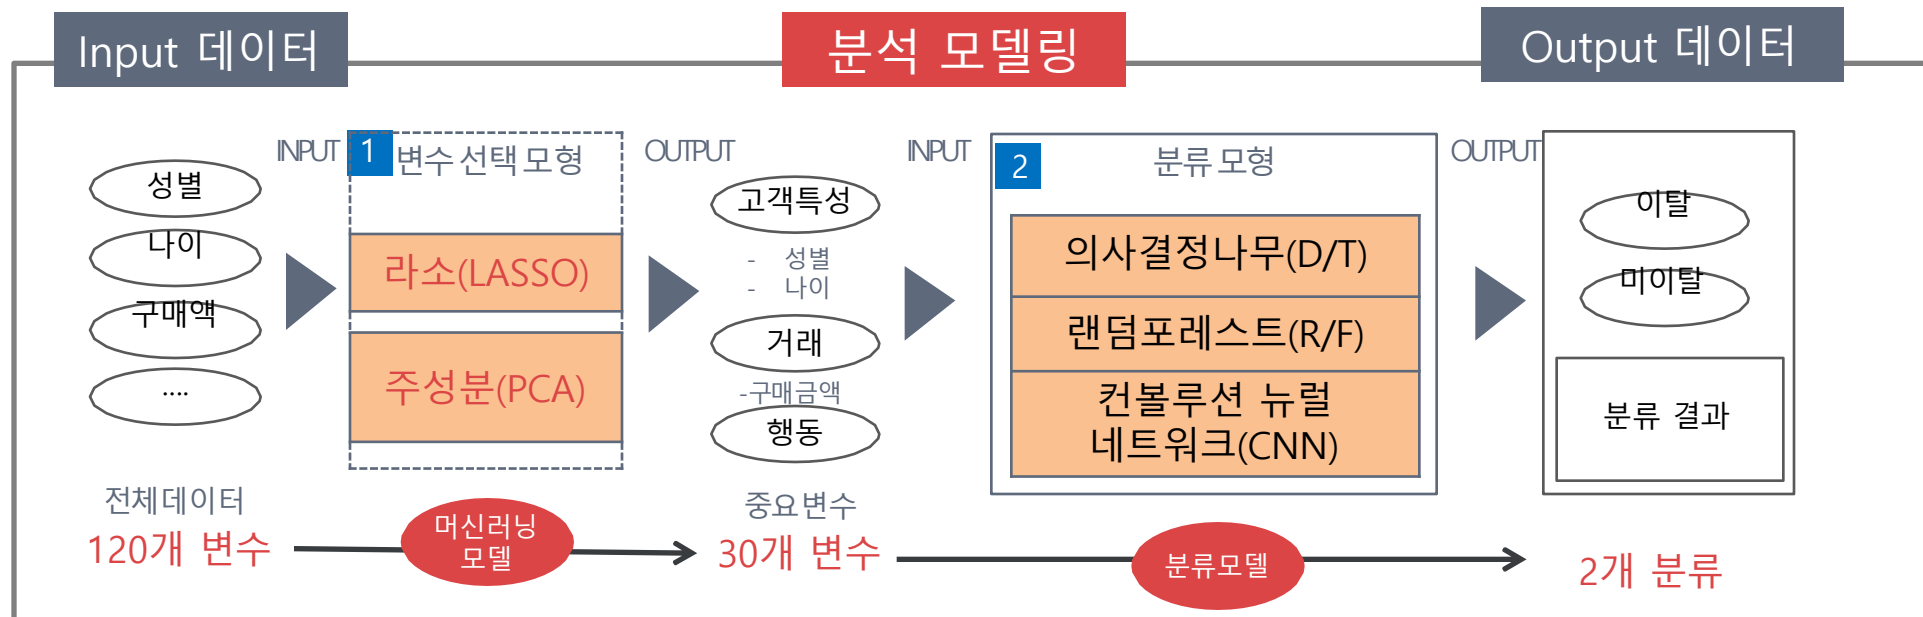 Input 데이터
분석 모델링
Output 데이터
INPUT
1
변수 선택 모형
OUTPUT
INPUT
2
분류 모형
OUTPUT
성별
나이
구매액
....
라소(LASSO)
주성분(PCA)
고객특성
- 성별
- 나이
거래
-구매금액
행동
의사결정나무(D/T)
랜덤포레스트(R/F)
컨볼루션 뉴럴
네트워크(CNN)
이탈
미이탈
분류 결과
전체데이터
120개 변수
머신러닝
모델
중요변수
30개 변수
분류모델
2개 분류